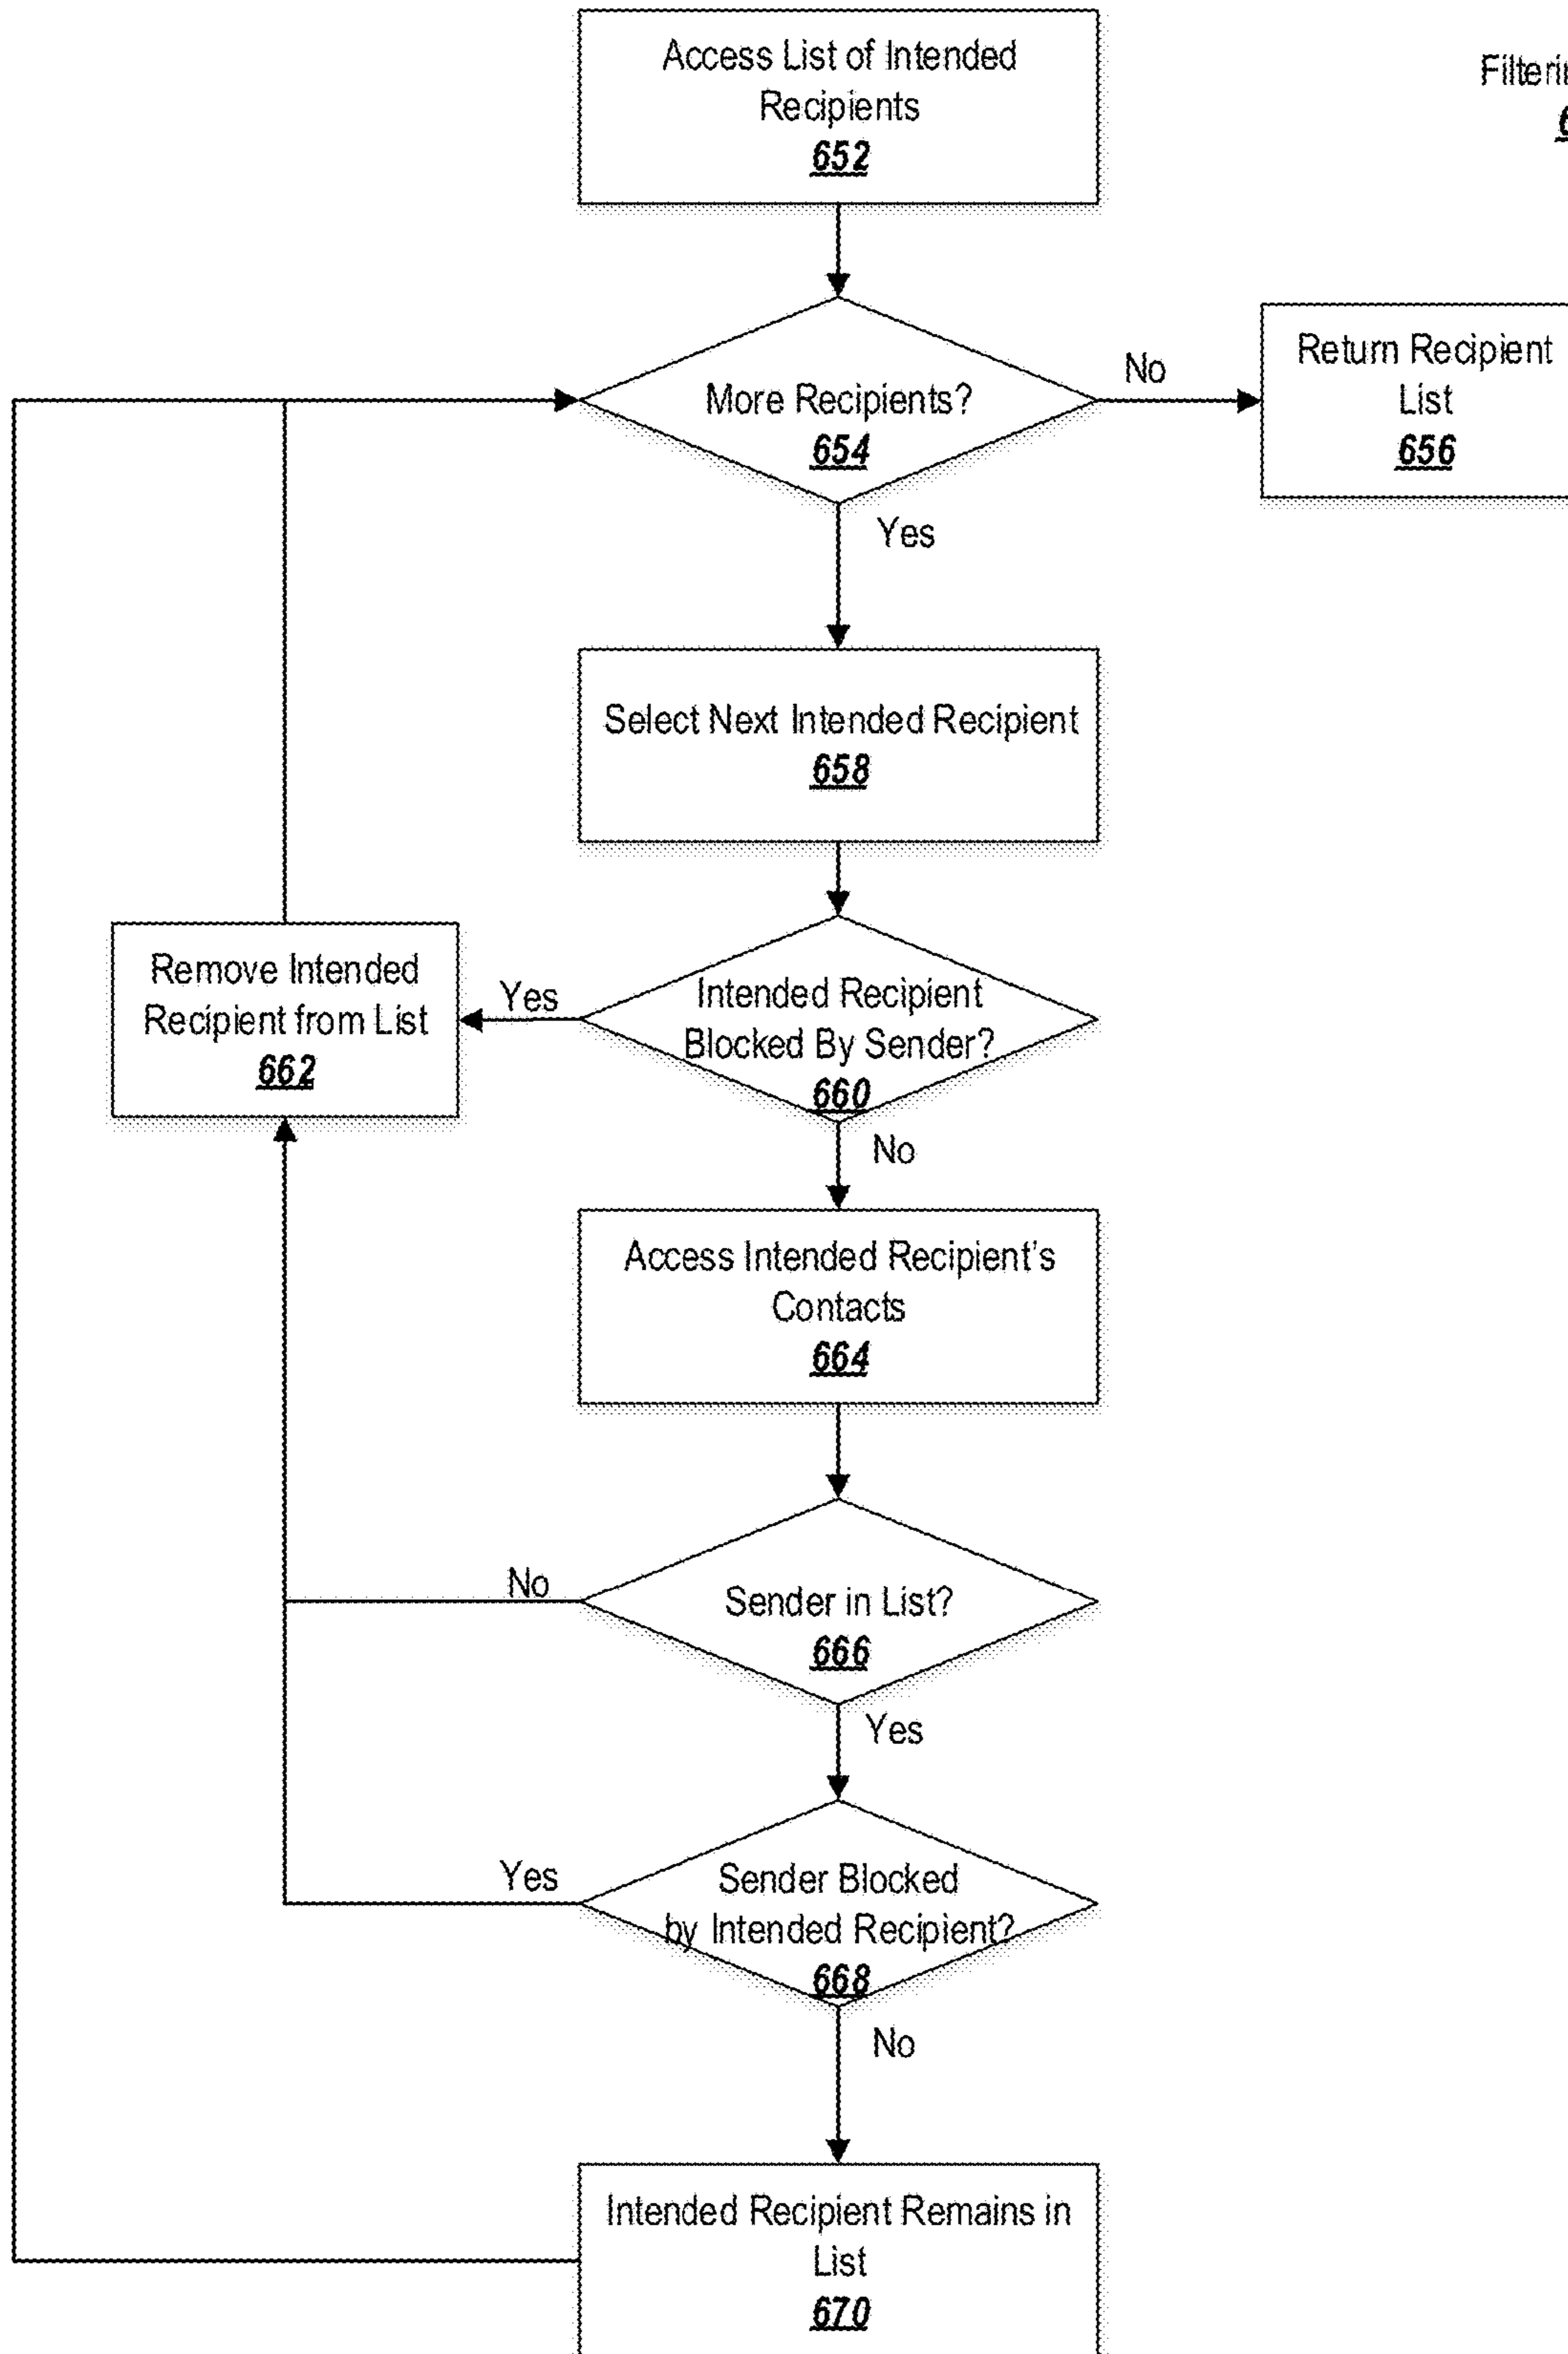 Access List of Intended
Recipients
652
More Recipients?
654
No
Return Recipient
List
656
Yes
Select Next Intended Recipient
658
Remove Intended
Recipient from List
662
Yes
Intended Recipient
Blocked By Sender?
660
No
Access Intended Recipient's
Contacts
664
No
Sender in List?
666
Yes
Yes
Sender Blocked
by Intended Recipient?
668
No
Intended Recipient Remains in
List
670